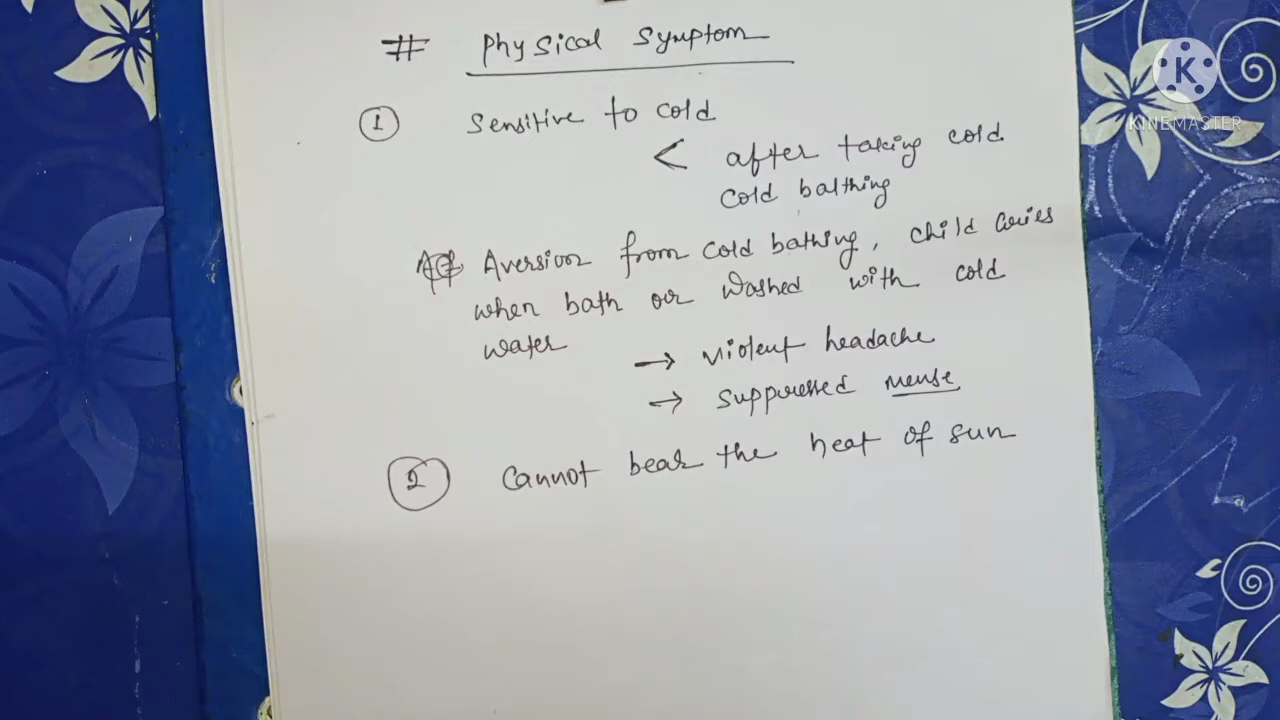 # Physical Symptom
① Sensitive to cold
< after taking cold
cold balthing
Aversion from cold bathing, child cries
when bath or washed with cold
water
→ violent headache
→ suppressed mense
② Cannot bear the heat of sun
K
KINEMASTER